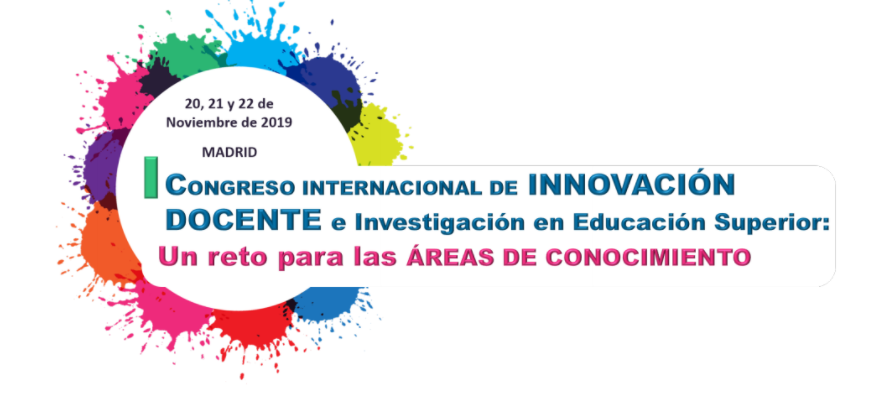 20, 21 y 22 de
Noviembre de 2019
MADRID
I CONGRESO INTERNACIONAL DE INNOVACIÓN
DOCENTE e Investigación en Educación Superior:
Un reto para las ÁREAS DE CONOCIMIENTO